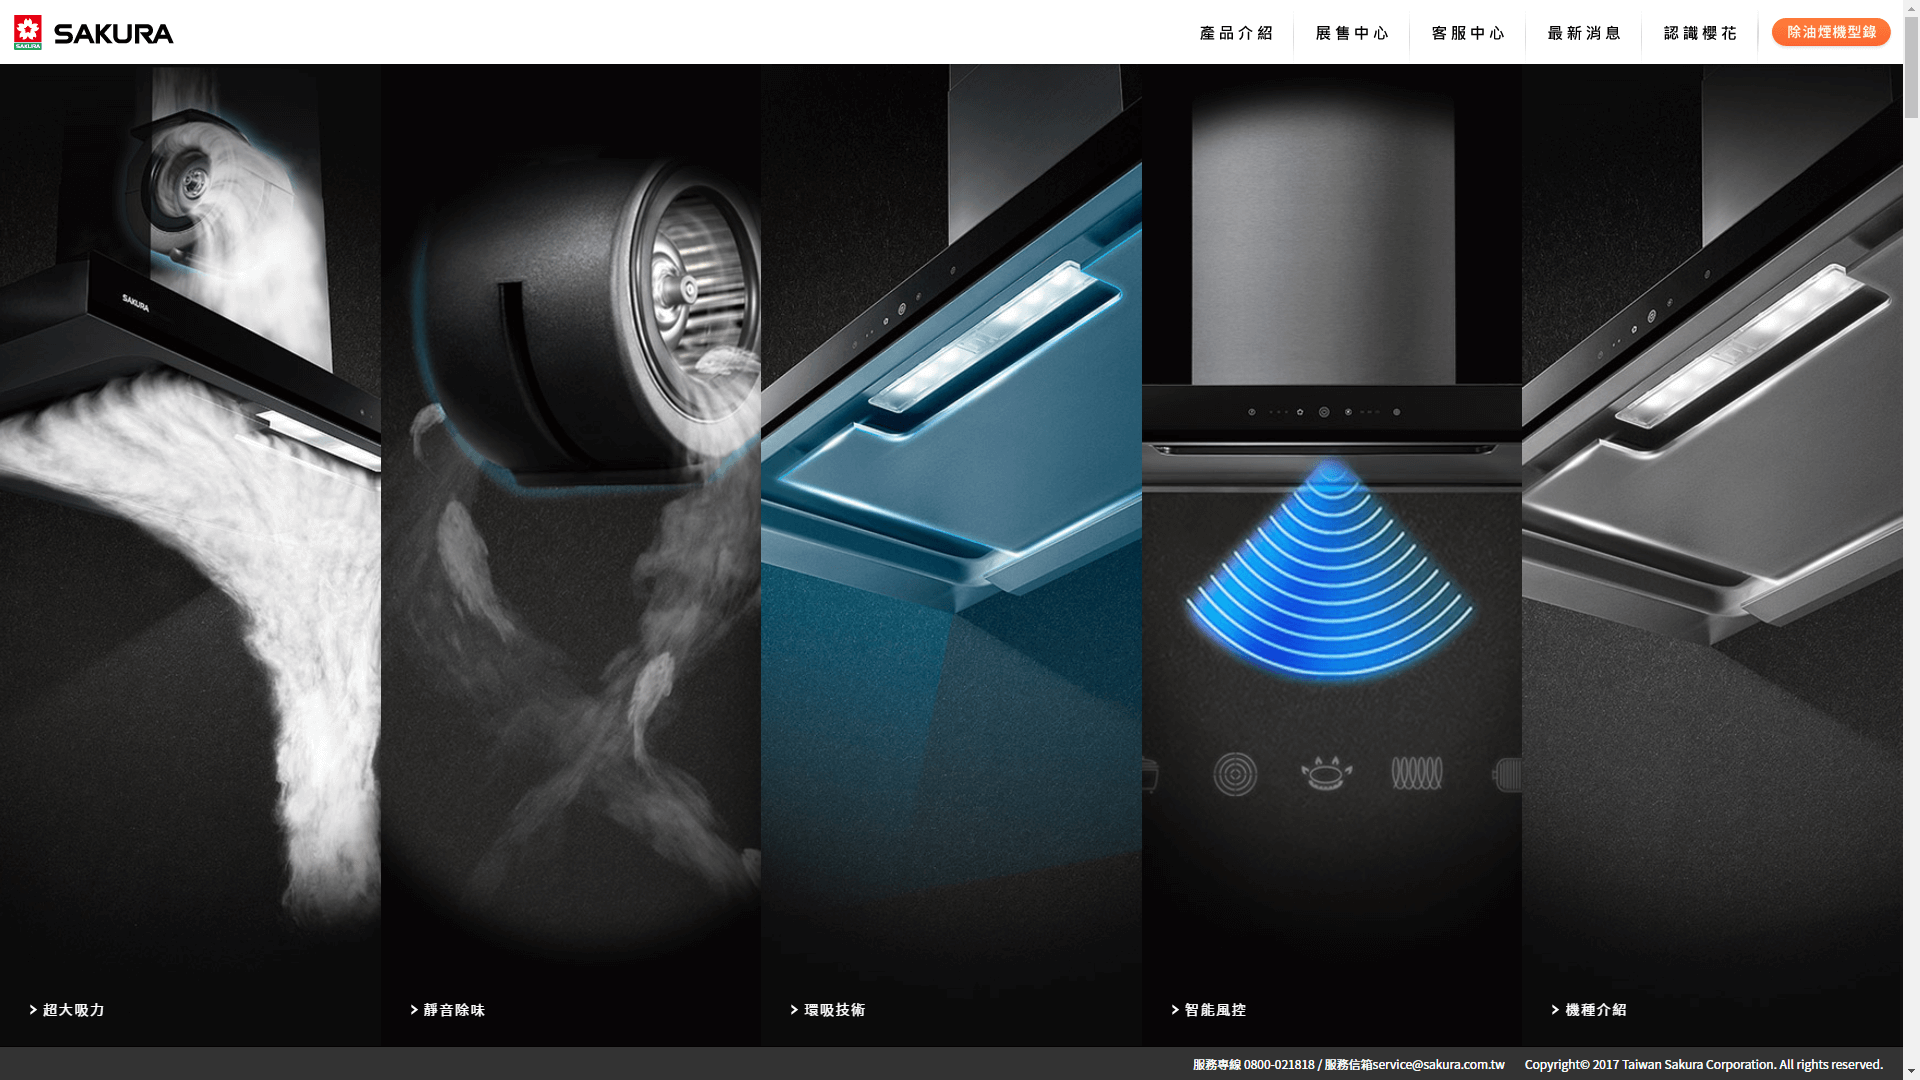 SAKURA
SAKURA
產品介紹
展售中心
客服中心
最新消息
認識櫻花
除油煙機型錄
SAKURA
超大吸力
靜音除味
環吸技術
智能風控
機種介紹
服務專線 0800-021818 / 服務信箱service@sakura.com.tw
Copyright© 2017 Taiwan Sakura Corporation. All rights reserved.